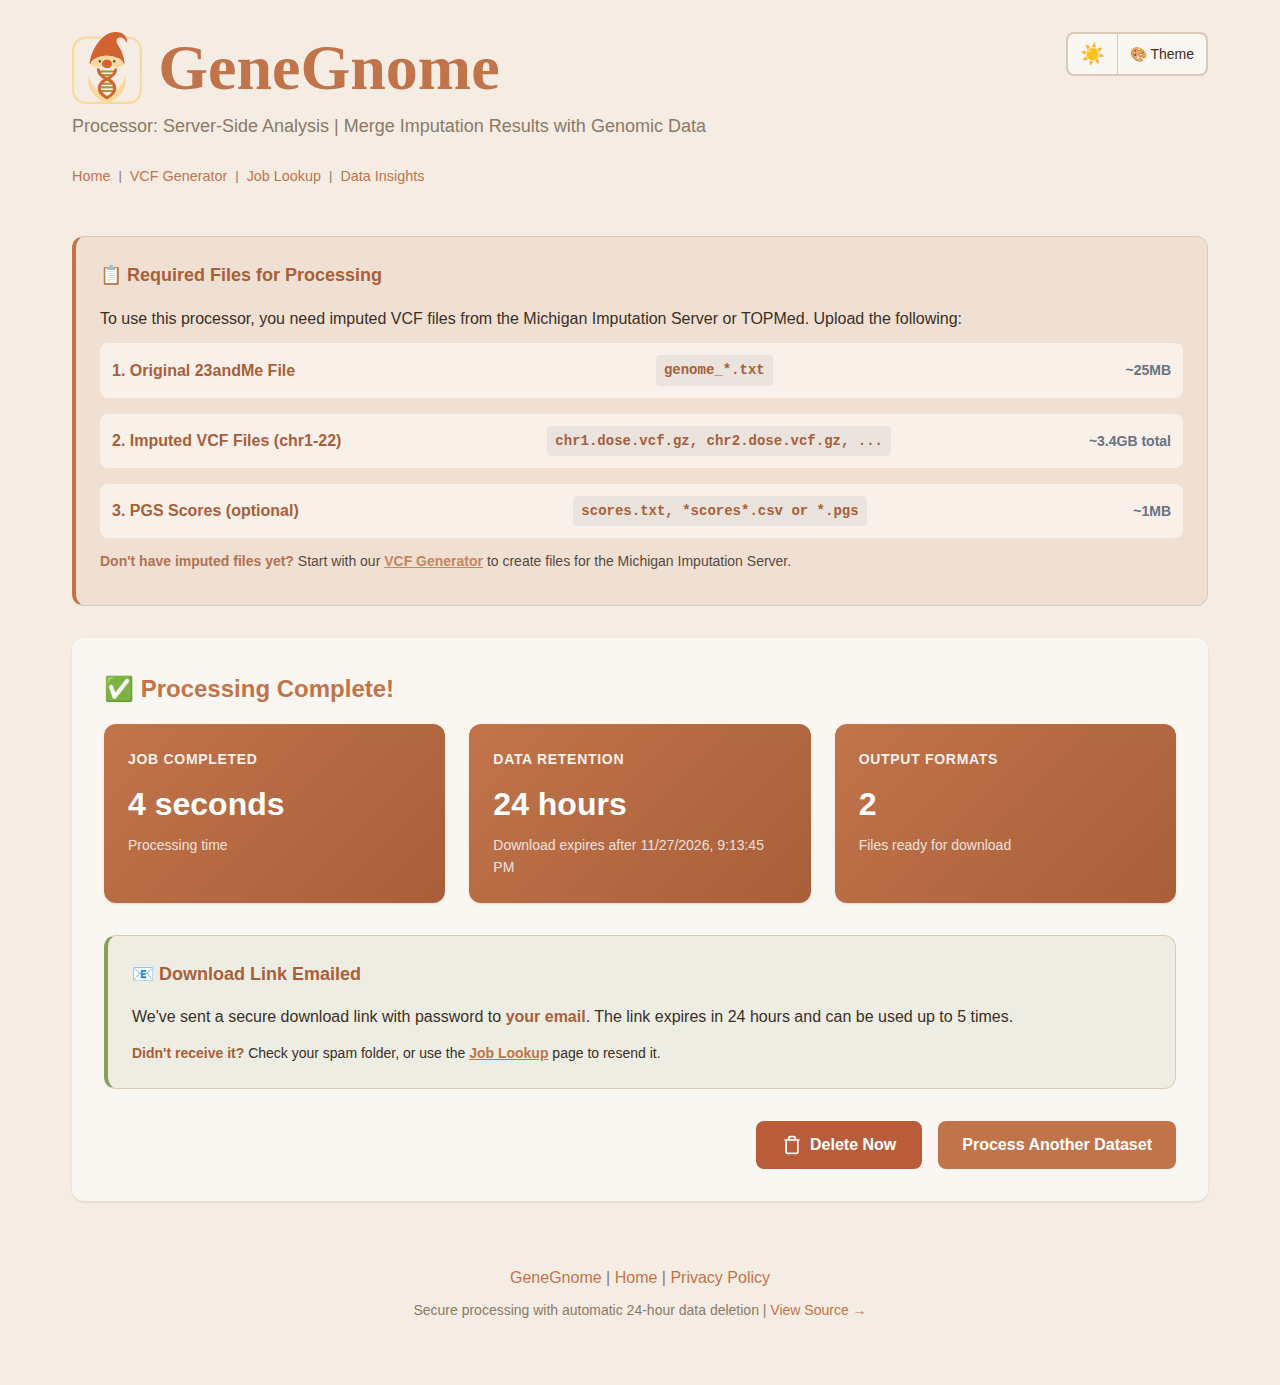 GeneGnome
☀️ 🎨 Theme
Processor: Server-Side Analysis | Merge Imputation Results with Genomic Data
Home | VCF Generator | Job Lookup | Data Insights
📋 Required Files for Processing
To use this processor, you need imputed VCF files from the Michigan Imputation Server or TOPMed. Upload the following:
1. Original 23andMe File genome_*.txt ~25MB
2. Imputed VCF Files (chr1-22) chr1.dose.vcf.gz, chr2.dose.vcf.gz, ... ~3.4GB total
3. PGS Scores (optional) scores.txt, *scores*.csv or *.pgs ~1MB
Don't have imputed files yet? Start with our VCF Generator to create files for the Michigan Imputation Server.
✅ Processing Complete!
JOB COMPLETED
4 seconds
Processing time
DATA RETENTION
24 hours
Download expires after 11/27/2026, 9:13:45
PM
OUTPUT FORMATS
2
Files ready for download
📧 Download Link Emailed
We've sent a secure download link with password to your email. The link expires in 24 hours and can be used up to 5 times.
Didn't receive it? Check your spam folder, or use the Job Lookup page to resend it.
Delete Now
Process Another Dataset
GeneGnome | Home | Privacy Policy
Secure processing with automatic 24-hour data deletion | View Source →